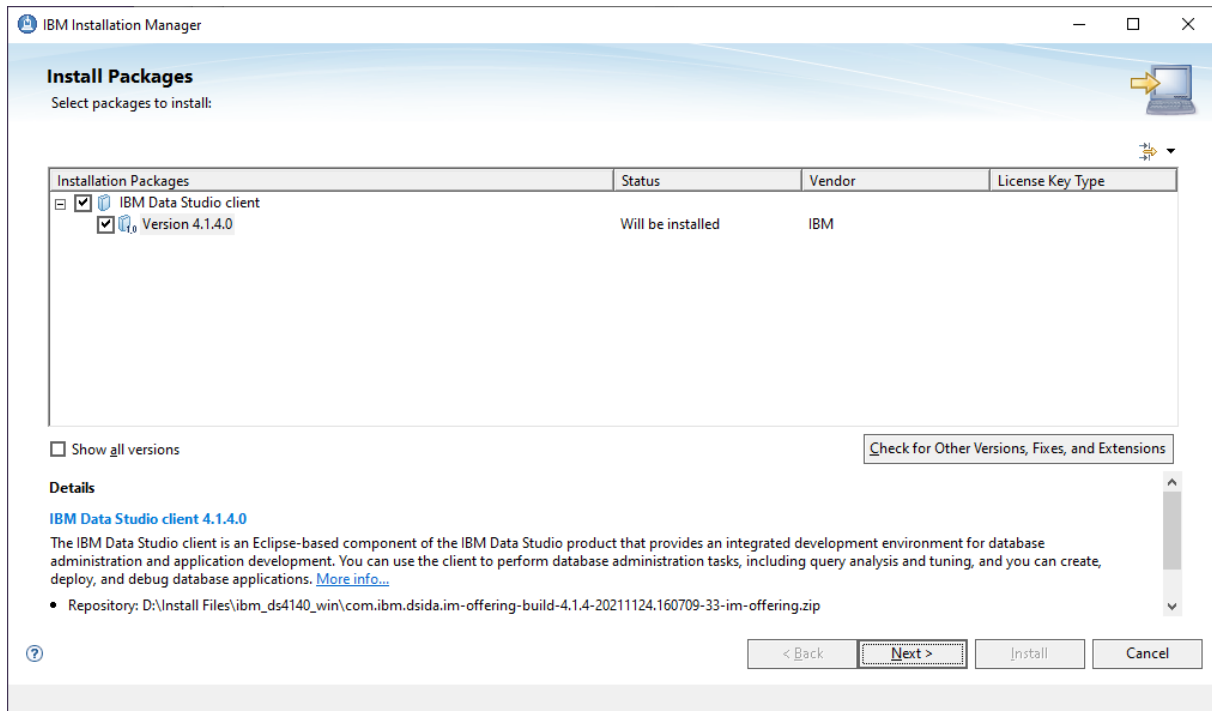 IBM Installation Manager
Install Packages
Select packages to install:
Installation Packages Status Vendor License Key Type
IBM Data Studio client
Version 4.1.4.0 Will be installed IBM
Show all versions
Check for Other Versions, Fixes, and Extensions
Details
IBM Data Studio client 4.1.4.0
The IBM Data Studio client is an Eclipse-based component of the IBM Data Studio product that provides an integrated development environment for database
administration and application development. You can use the client to perform database administration tasks, including query analysis and tuning, and you can create,
deploy, and debug database applications. More info...
• Repository: D:\Install Files\ibm_ds4140_win\com.ibm.dsida.im-offering-build-4.1.4-20211124.160709-33-im-offering.zip
? < Back Next > Install Cancel